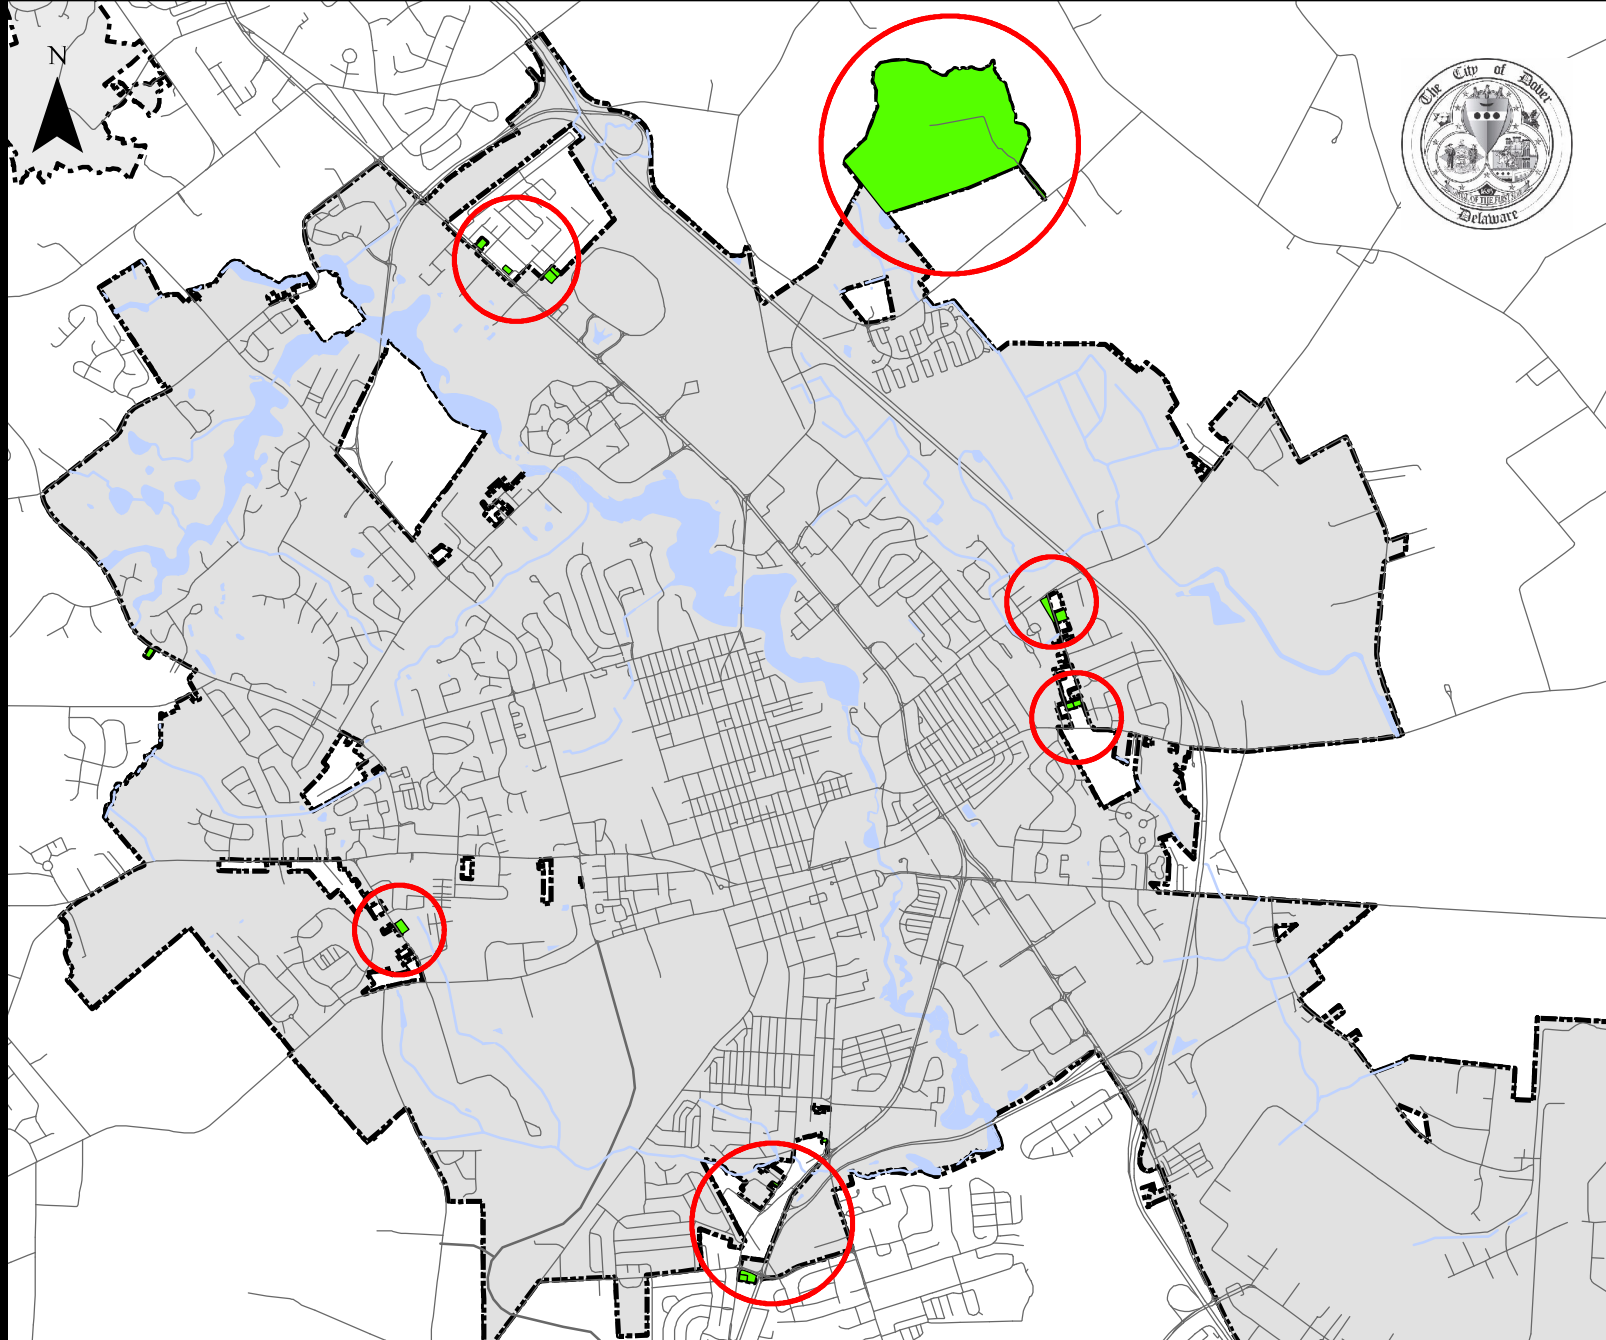 N
The City of Dover
Delaware